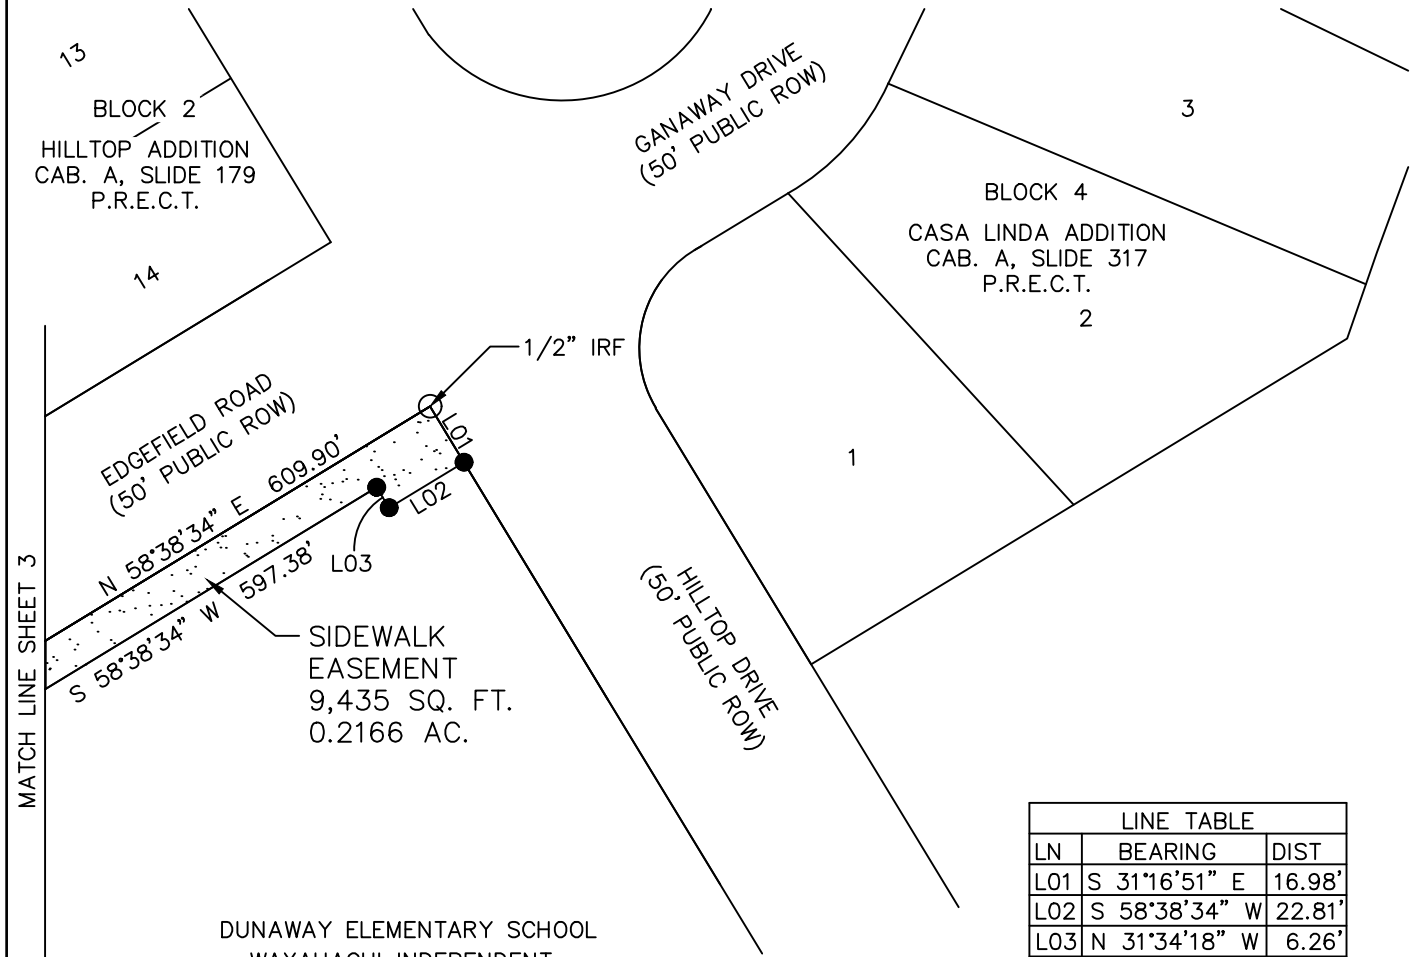 13
BLOCK 2
HILLTOP ADDITION
CAB. A, SLIDE 179
P.R.E.C.T.
14
GANAWAY DRIVE
(50' PUBLIC ROW)
3
BLOCK 4
CASA LINDA ADDITION
CAB. A, SLIDE 317
P.R.E.C.T.
2
1/2" IRF
EDGEFIELD ROAD
(50' PUBLIC ROW)
L01
1
N 58°38'34" E 609.90'
L02
L03
S 58°38'34" W 597.38'
MATCH LINE SHEET 3
SIDEWALK
EASEMENT
9,435 SQ. FT.
0.2166 AC.
HILLTOP DRIVE
(50' PUBLIC ROW)
LINE TABLE
LN BEARING DIST
L01 S 31°16'51" E 16.98'
L02 S 58°38'34" W 22.81'
L03 N 31°34'18" W 6.26'
DUNAWAY ELEMENTARY SCHOOL
WAXAHACHI INDEPENDENT